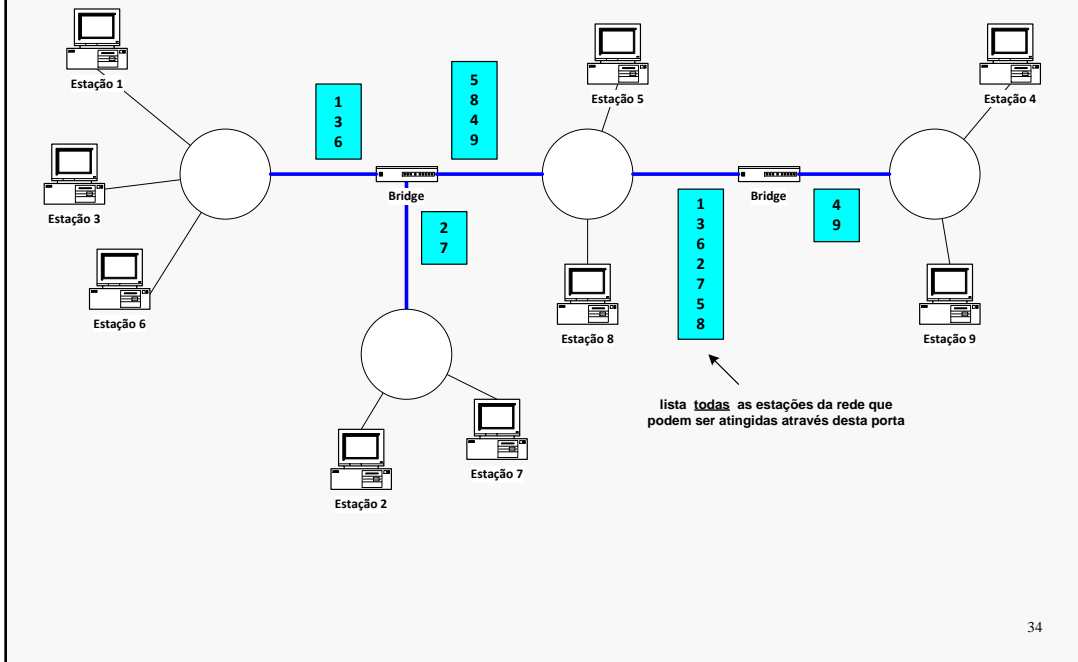 Estação 1
1
3
6
5
8
4
9
Estação 5
Estação 4
Estação 3
Bridge
Bridge
1
3
6
2
7
5
8
4
9
2
7
Estação 6
Estação 8
Estação 9
lista todas as estações da rede que
podem ser atingidas através desta porta
Estação 7
Estação 2
34